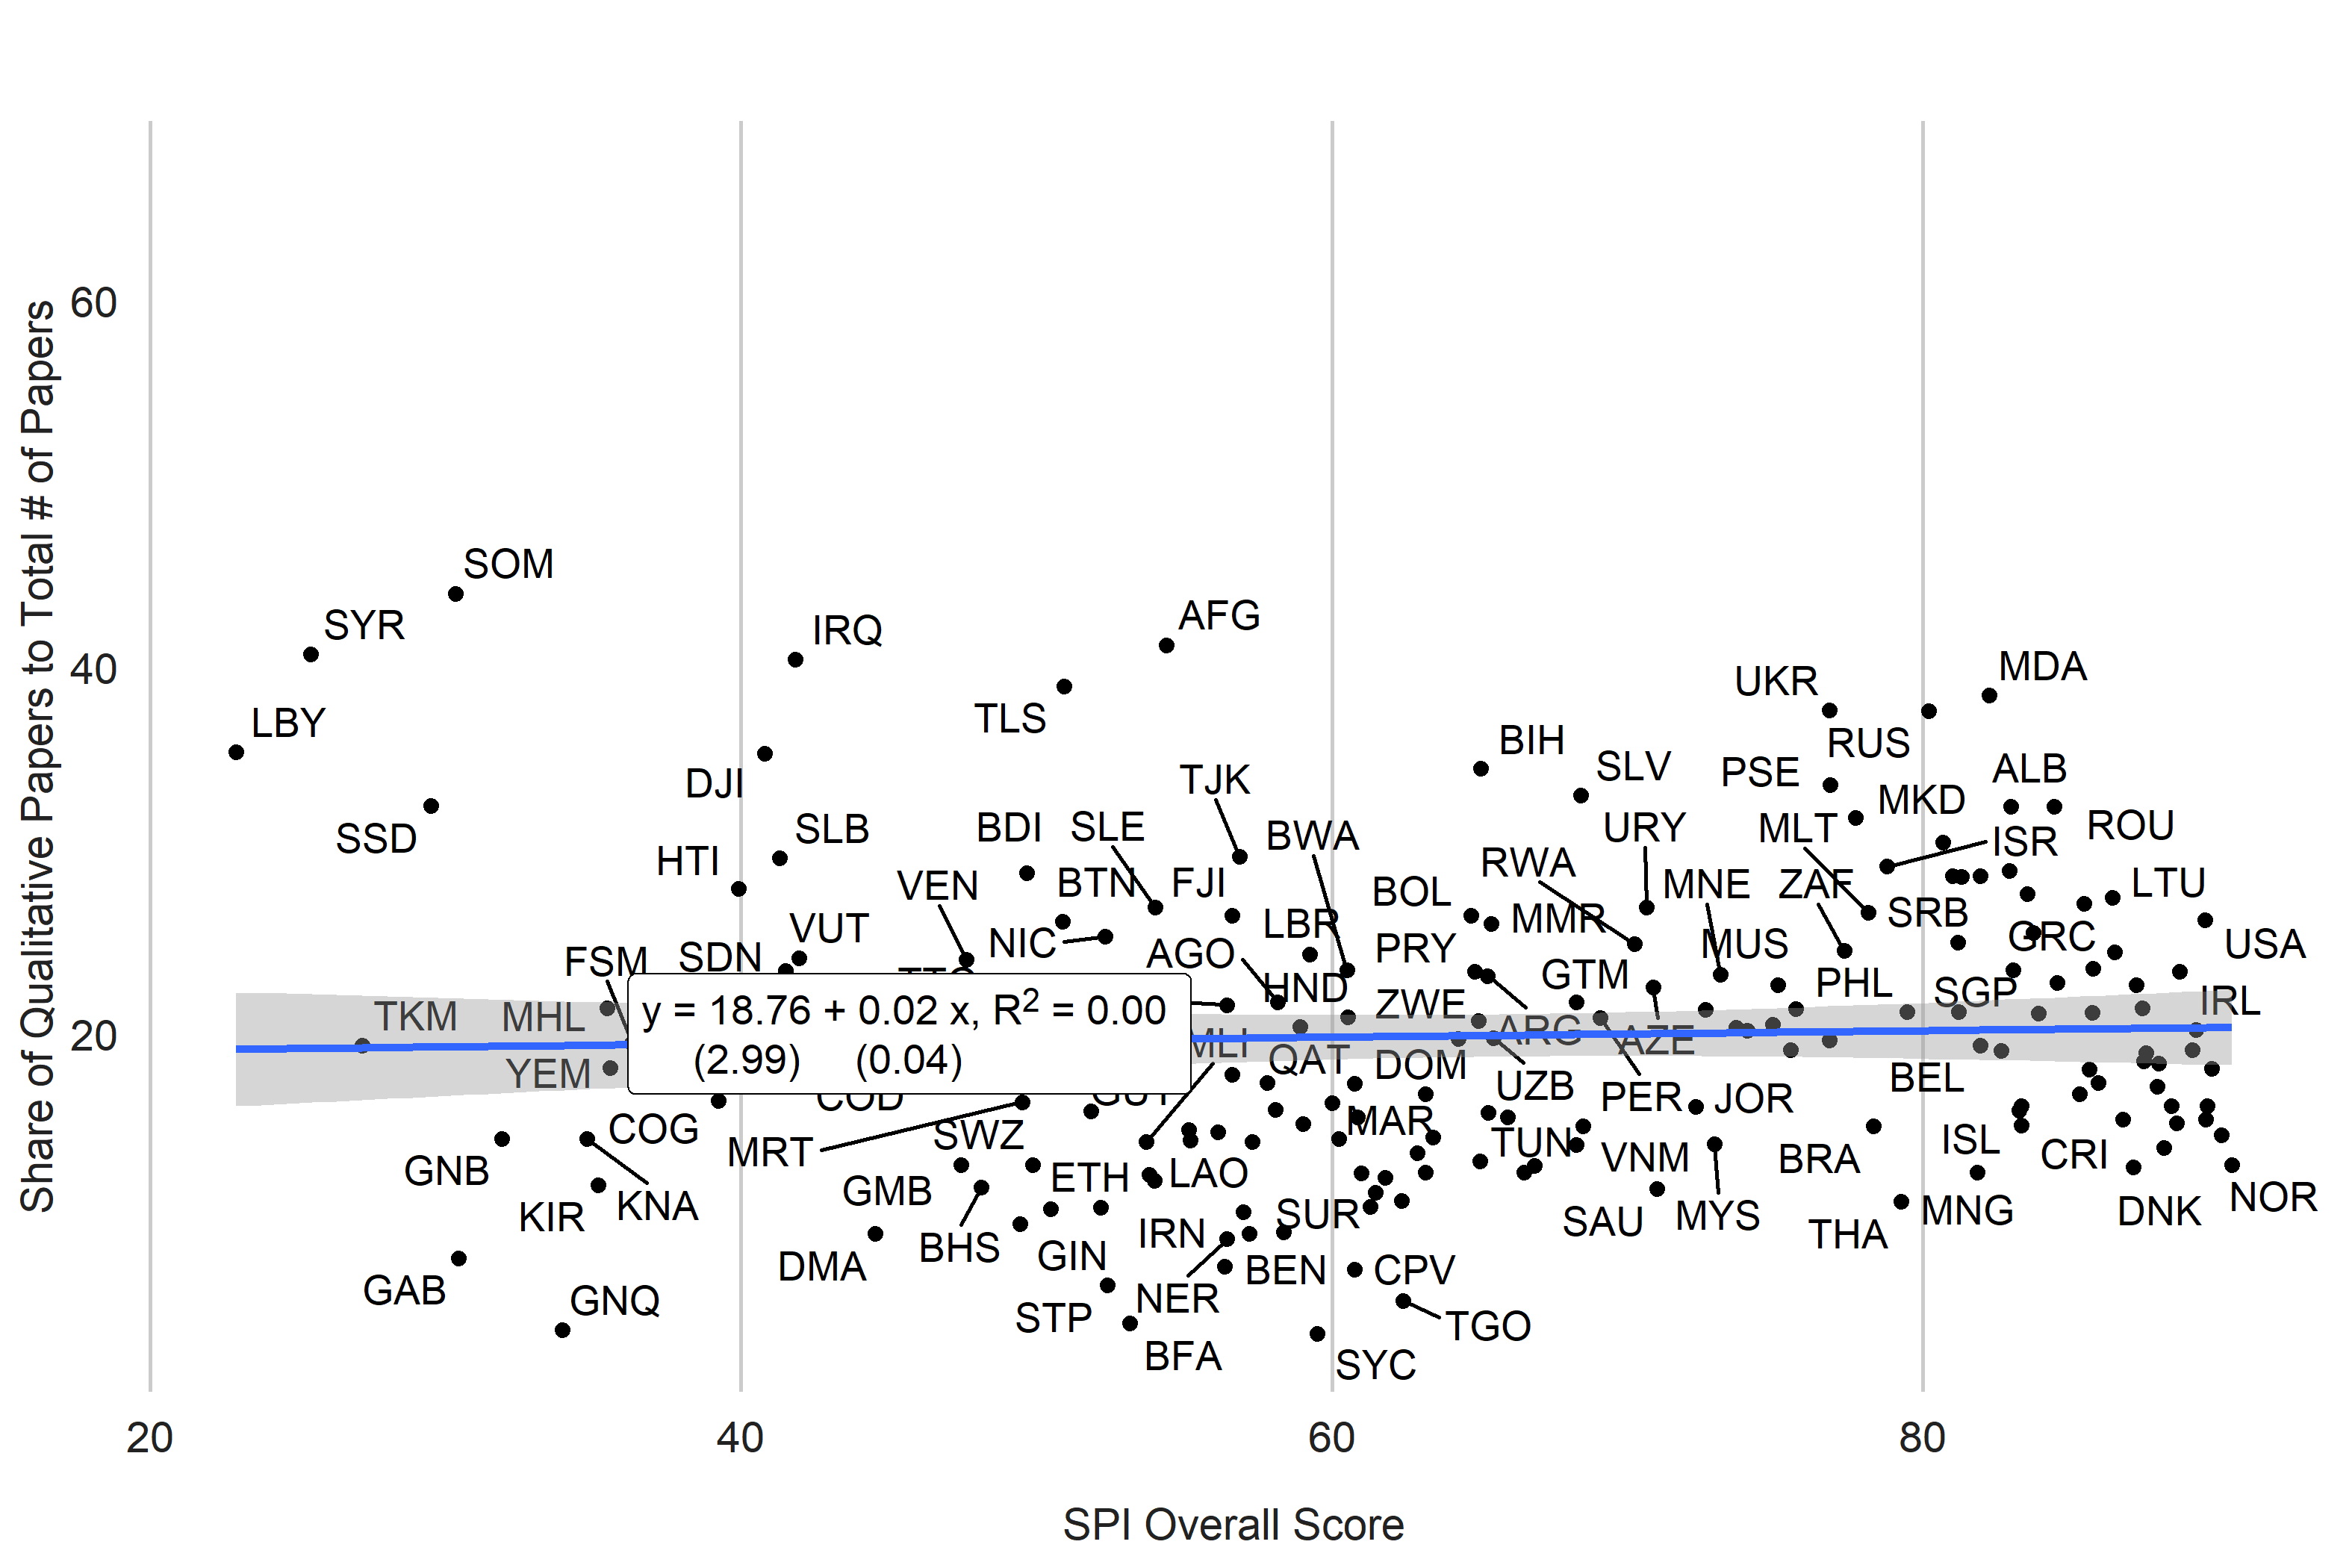 60
40
20
Share of Qualitative Papers to Total # of Papers
SOM
SYR
IRQ
AFG
LBY
TLS
UKR
MDA
RUS
BIH
SLV
PSE
ALB
DJI
TJK
MKD
SSD
SLB
BDI
SLE
BWA
URY
MLT
ROU
ISR
HTI
VEN
BTN
FJI
BOL
RWA
MNE
ZAF
LTU
VUT
LBR
MMR
SRB
FSM
SDN
NIC
AGO
PRY
MUS
GRC
USA
HND
GTM
PHL
SGP
IRL
TKM
MHL
ZWE
ARG
AZE
y = 18.76 + 0.02 x, R2 = 0.00
(2.99) (0.04)
MLI
QAT
DOM
YEM
UZB
PER
JOR
BEL
COD
GUY
COG
MRT
SWZ
MAR
TUN
VNM
BRA
ISL
CRI
GNB
KIR
KNA
GMB
ETH
LAO
SUR
SAU
MYS
THA
MNG
DNK
NOR
BHS
DMA
GIN
IRN
BEN
CPV
GAB
GNQ
STP
NER
TGO
BFA
SYC
20
40
60
80
SPI Overall Score